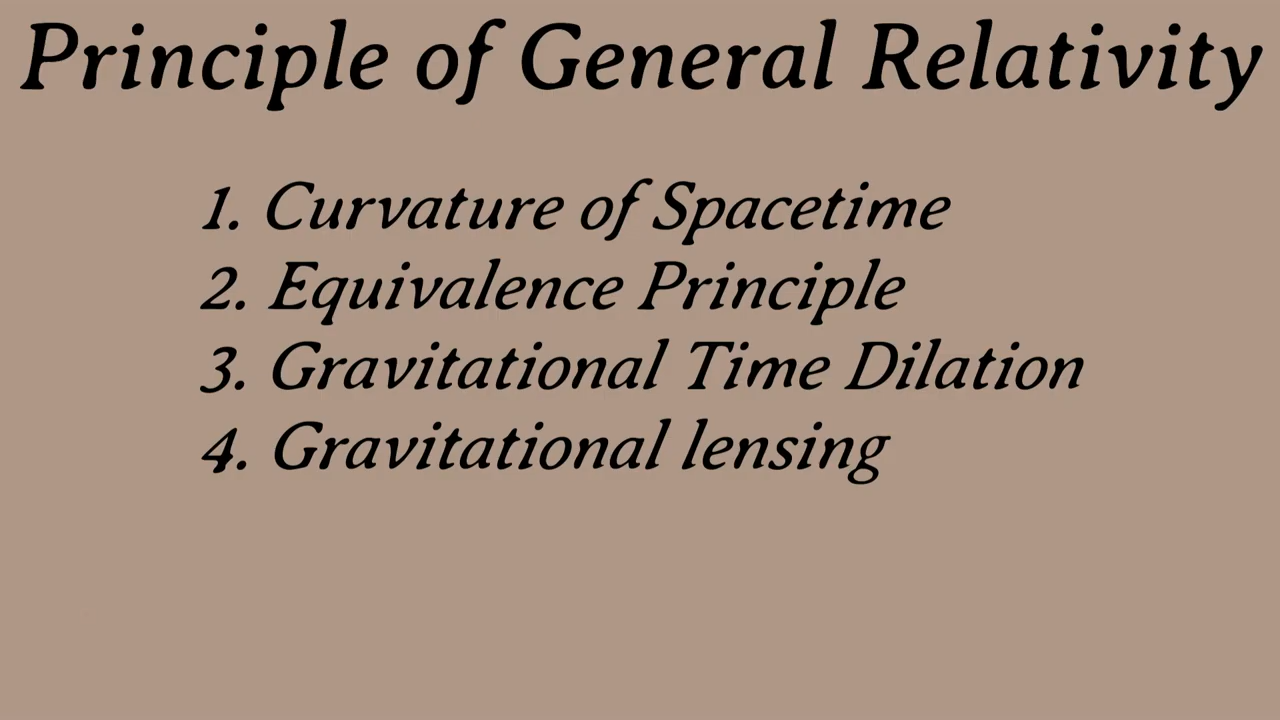 Principle of General Relativity
1. Curvature of Spacetime
2. Equivalence Principle
3. Gravitational Time Dilation
4. Gravitational lensing